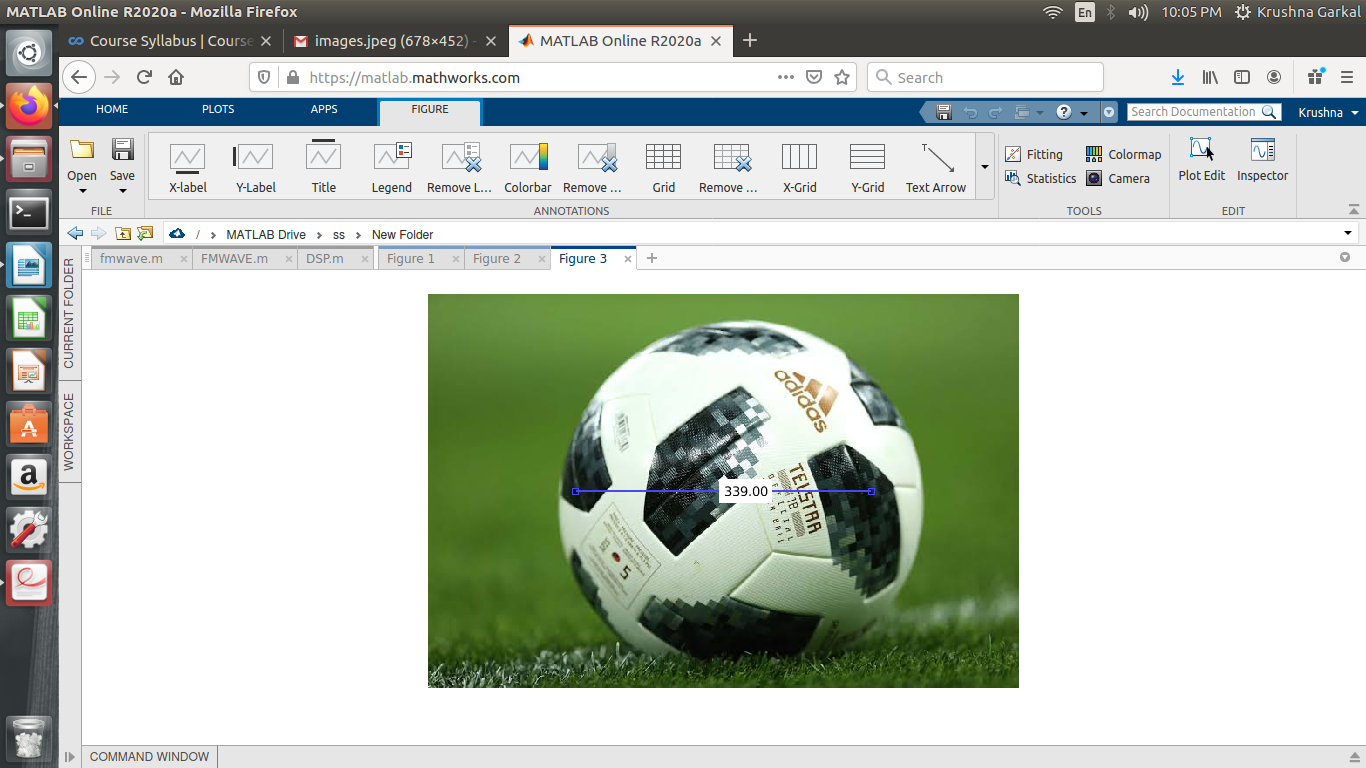 MATLAB Online R2020a - Mozilla Firefox
En 10:05 PM Krushna Garkal
Course Syllabus | Course
images.jpeg (678×452) -
MATLAB Online R2020a
https://matlab.mathworks.com
Search
HOME PLOTS APPS FIGURE
Search Documentation
Krushna
Open Save
X-label Y-Label Title Legend Remove L... Colorbar Remove ... Grid Remove ... X-Grid Y-Grid Text Arrow
Fitting Colormap
Statistics Camera
Plot Edit Inspector
FILE ANNOTATIONS TOOLS EDIT
/ MATLAB Drive ss New Folder
fmwave.m FMWAVE.m DSP.m Figure 1 Figure 2 Figure 3
CURRENT FOLDER
WORKSPACE
adidas
339.00
TELSTAR
18
5
COMMAND WINDOW